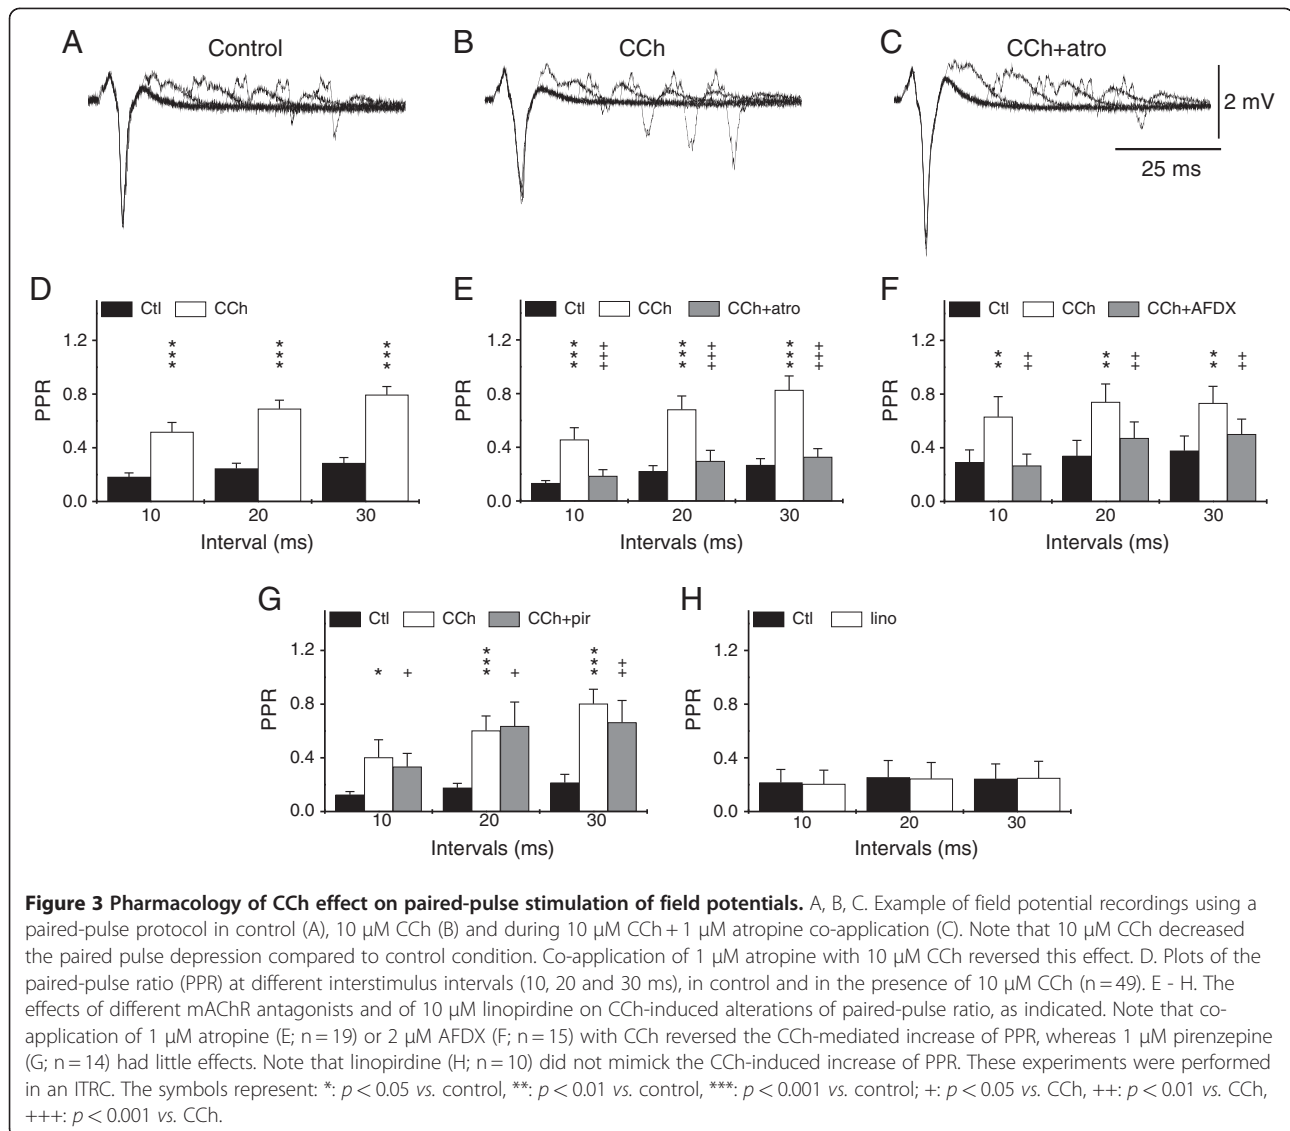 A
Control
B
CCh
C
CCh+atro
2 mV
25 ms
D
Ctl CCh
1.2
0.8
0.4
0.0
PPR
*** *** ***
10 20 30
Interval (ms)
E
Ctl CCh CCh+atro
1.2
0.8
0.4
0.0
PPR
*** +++ *** +++ *** +++
10 20 30
Intervals (ms)
F
Ctl CCh CCh+AFDX
1.2
0.8
0.4
0.0
PPR
** ++ ** ++ ** ++
10 20 30
Intervals (ms)
G
Ctl CCh CCh+pir
1.2
0.8
0.4
0.0
PPR
* + *** + *** ++
10 20 30
Intervals (ms)
H
Ctl lino
1.2
0.8
0.4
0.0
PPR
10 20 30
Intervals (ms)
Figure 3 Pharmacology of CCh effect on paired-pulse stimulation of field potentials. A, B, C. Example of field potential recordings using a
paired-pulse protocol in control (A), 10 μM CCh (B) and during 10 μM CCh + 1 μM atropine co-application (C). Note that 10 μM CCh decreased
the paired pulse depression compared to control condition. Co-application of 1 μM atropine with 10 μM CCh reversed this effect. D. Plots of the
paired-pulse ratio (PPR) at different interstimulus intervals (10, 20 and 30 ms), in control and in the presence of 10 μM CCh (n = 49). E - H. The
effects of different mAChR antagonists and of 10 μM linopirdine on CCh-induced alterations of paired-pulse ratio, as indicated. Note that co-
application of 1 μM atropine (E; n = 19) or 2 μM AFDX (F; n = 15) with CCh reversed the CCh-mediated increase of PPR, whereas 1 μM pirenzepine
(G; n = 14) had little effects. Note that linopirdine (H; n = 10) did not mimick the CCh-induced increase of PPR. These experiments were performed
in an ITRC. The symbols represent: *: p < 0.05 vs. control, **: p < 0.01 vs. control, ***: p < 0.001 vs. control; +: p < 0.05 vs. CCh, ++: p < 0.01 vs. CCh,
+++: p < 0.001 vs. CCh.